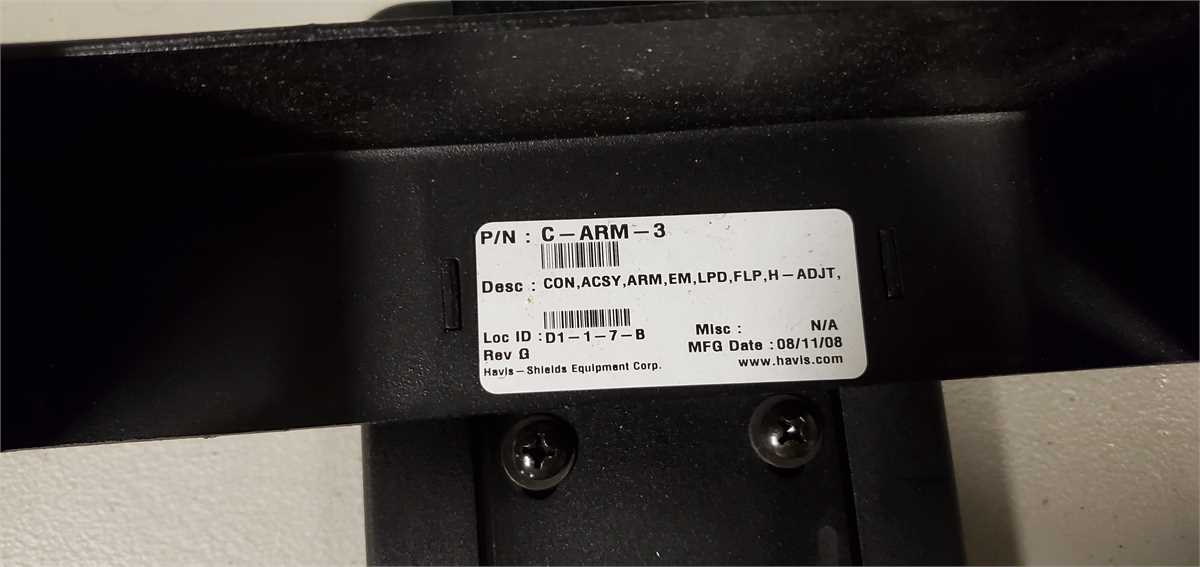 P/N : C-ARM-3
Desc : CON,ACSY,ARM,EM,LPD,FLP,H-ADJT,
Loc ID :D1-1-7-B
Misc : N/A
Rev G
MFG Date :08/11/08
Havis-Shields Equipment Corp.
www.havis.com